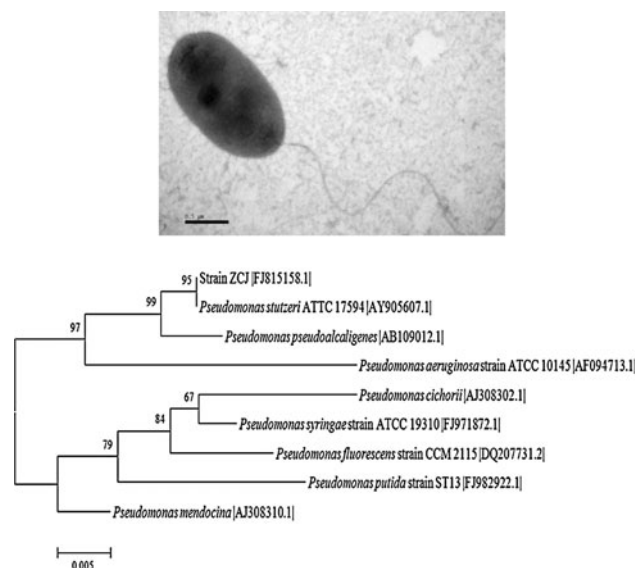 0.5 µm
95
Strain ZCJ |FJ815158.1|
99
Pseudomonas stutzeri ATTC 17594 |AY905607.1|
97
Pseudomonas pseudoalcaligenes |AB109012.1|
Pseudomonas aeruginosa strain ATCC 10145 |AF094713.1|
67
Pseudomonas cichorii |AJ308302.1|
84
Pseudomonas syringae strain ATCC 19310 |FJ971872.1|
79
Pseudomonas fluorescens strain CCM 2115 |DQ207731.2|
Pseudomonas putida strain ST13 |FJ982922.1|
Pseudomonas mendocina |AJ308310.1|
0.005